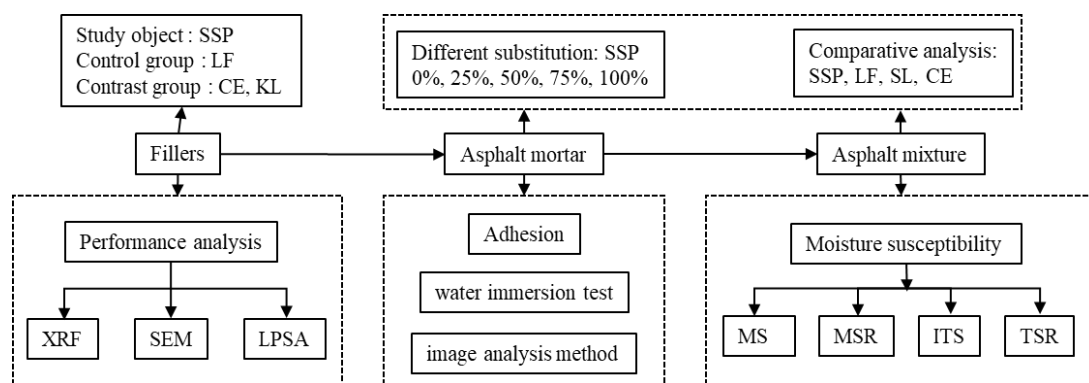 Study object : SSP
Control group : LF
Contrast group : CE, KL
Different substitution: SSP
0%, 25%, 50%, 75%, 100%
Comparative analysis:
SSP, LF, SL, CE
Fillers
Asphalt mortar
Asphalt mixture
Performance analysis
XRF
SEM
LPSA
Adhesion
water immersion test
image analysis method
Moisture susceptibility
MS
MSR
ITS
TSR